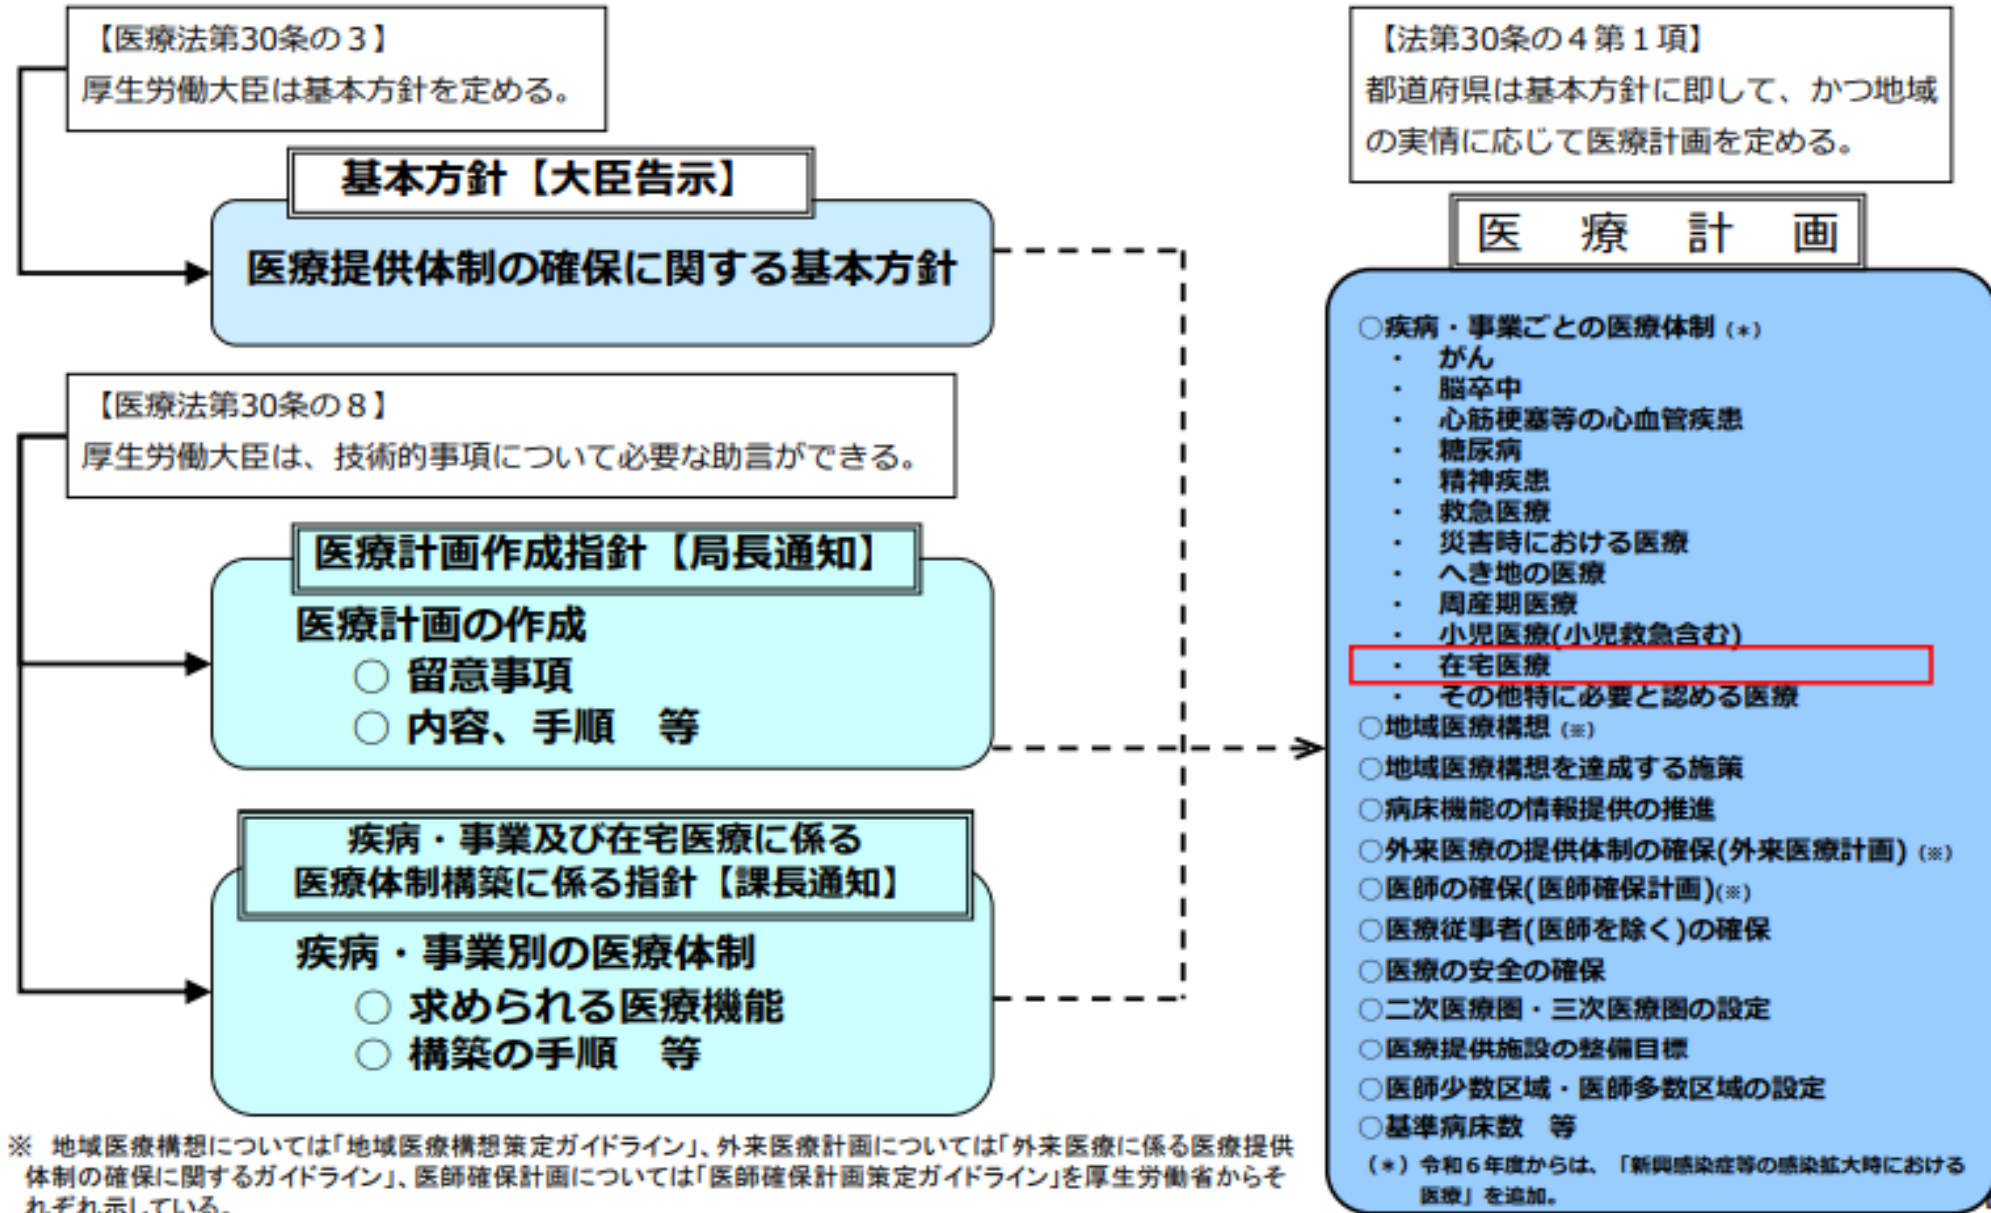 【医療法第30条の３】
厚生労働大臣は基本方針を定める。
基本方針【大臣告示】
医療提供体制の確保に関する基本方針
【医療法第30条の８】
厚生労働大臣は、技術的事項について必要な助言ができる。
医療計画作成指針【局長通知】
医療計画の作成
○ 留意事項
○ 内容、手順　等
疾病・事業及び在宅医療に係る
医療体制構築に係る指針【課長通知】
疾病・事業別の医療体制
○ 求められる医療機能
○ 構築の手順　等
※　地域医療構想については「地域医療構想策定ガイドライン」、外来医療計画については「外来医療に係る医療提供
体制の確保に関するガイドライン」、医師確保計画については「医師確保計画策定ガイドライン」を厚生労働省からそ
れぞれ示している。
【法第30条の４第１項】
都道府県は基本方針に即して、かつ地域
の実情に応じて医療計画を定める。
医　療　計　画
○疾病・事業ごとの医療体制（*）
・　がん
・　脳卒中
・　心筋梗塞等の心血管疾患
・　糖尿病
・　精神疾患
・　救急医療
・　災害時における医療
・　へき地の医療
・　周産期医療
・　小児医療(小児救急含む)
・　在宅医療
・　その他特に必要と認める医療
○地域医療構想（※）
○地域医療構想を達成する施策
○病床機能の情報提供の推進
○外来医療の提供体制の確保(外来医療計画)（※）
○医師の確保(医師確保計画)(※)
○医療従事者(医師を除く)の確保
○医療の安全の確保
○二次医療圏・三次医療圏の設定
○医療提供施設の整備目標
○医師少数区域・医師多数区域の設定
○基準病床数　等
（*）令和６年度からは、「新興感染症等の感染拡大時における
医療」を追加。